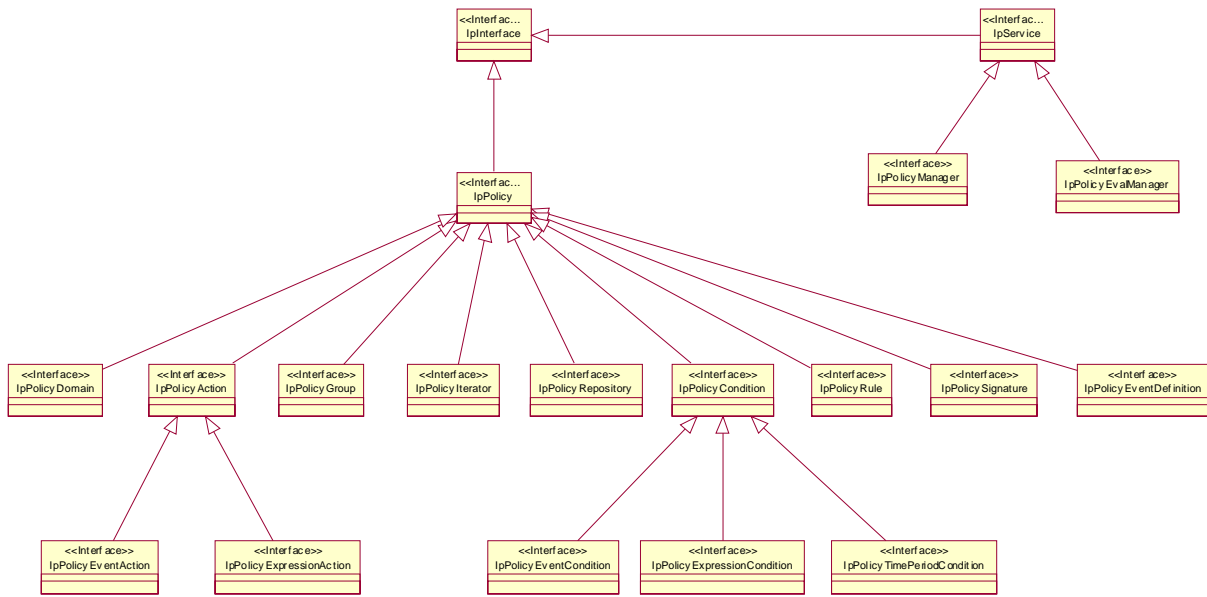 <<Interfac...
IpInterface
<<Interfac...
IpService
<<Interface>>
IpPolicyManager
<<Interface>>
IpPolicyEvalManager
<<Interfac...
IpPolicy
<<Interface>>
IpPolicyDomain
<<Interface>>
IpPolicyAction
<<Interface>>
IpPolicyGroup
<<Interface>>
IpPolicyIterator
<<Interface>>
IpPolicyRepository
<<Interface>>
IpPolicyCondition
<<Interface>>
IpPolicyRule
<<Interface>>
IpPolicySignature
<<Interface>>
IpPolicyEventDefinition
<<Interface>>
IpPolicyEventAction
<<Interface>>
IpPolicyExpressionAction
<<Interface>>
IpPolicyEventCondition
<<Interface>>
IpPolicyExpressionCondition
<<Interface>>
IpPolicyTimePeriodCondition